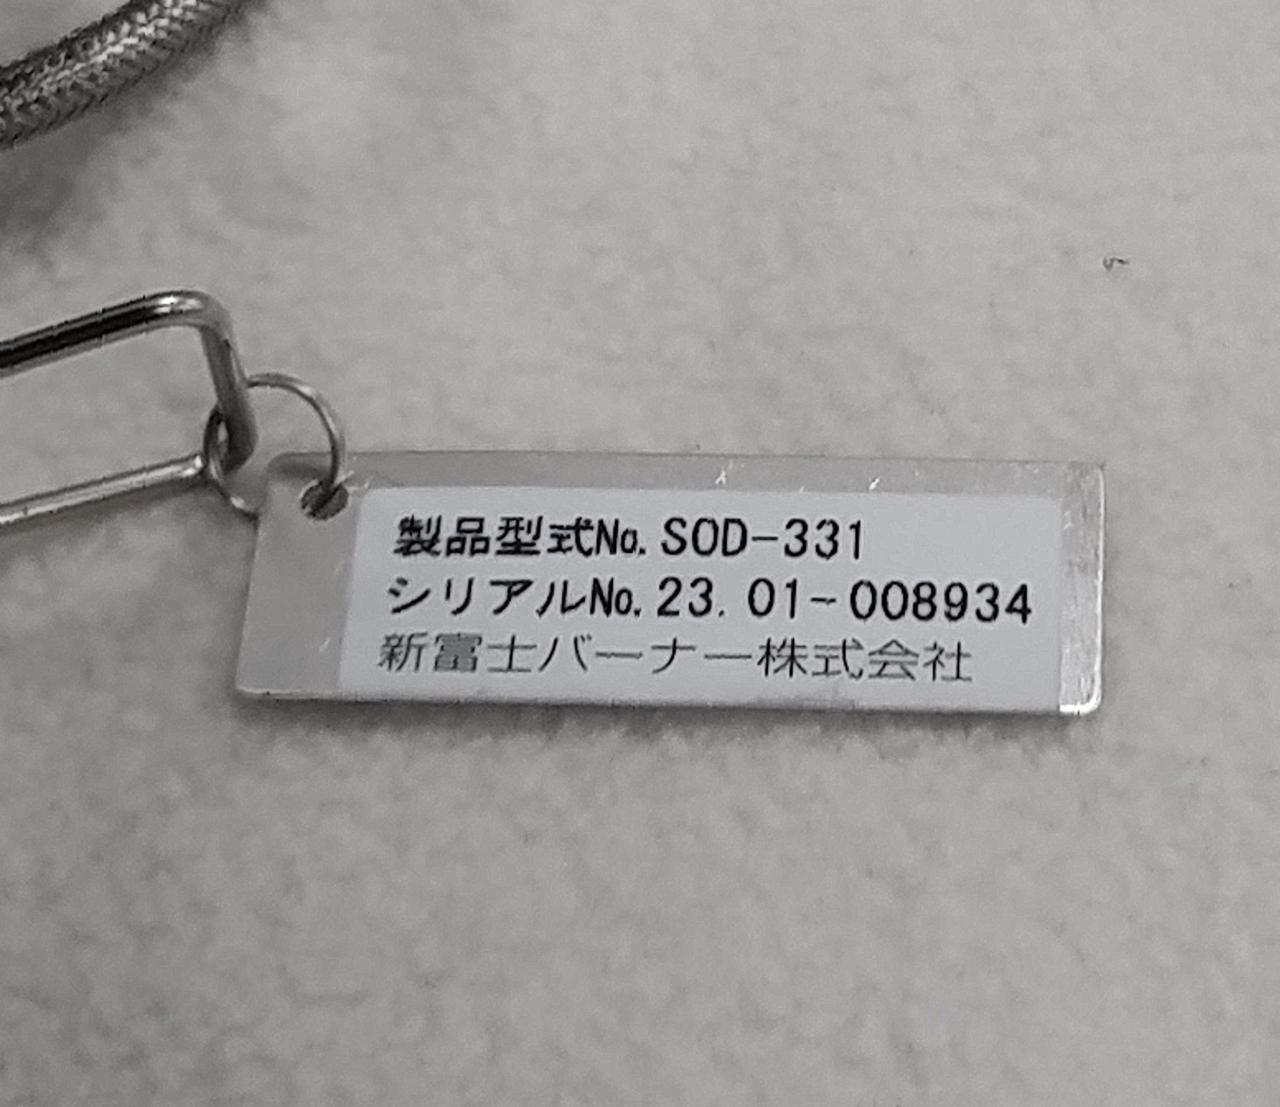 製品型式No. SOD-331
シリアルNo. 23. 01-008934
新富士バーナー株式会社